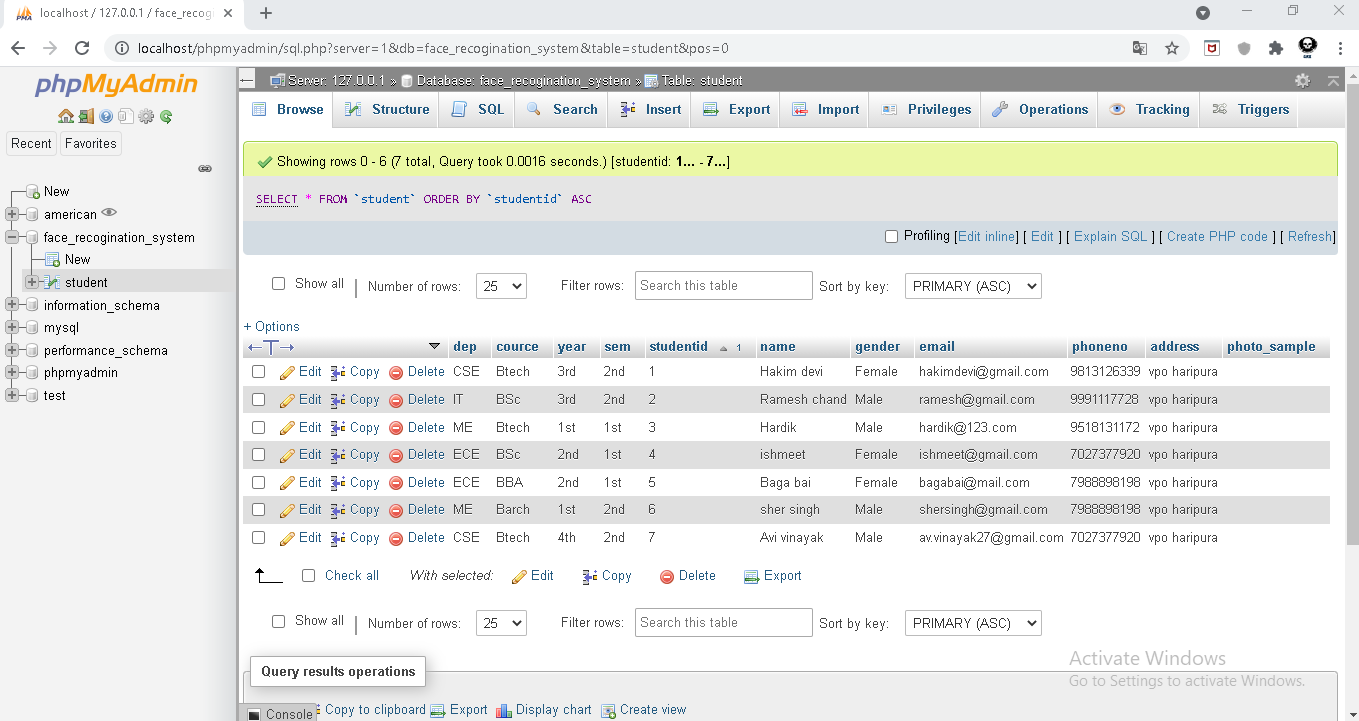 localhost / 127.0.0.1 / face_recogi
localhost/phpmyadmin/sql.php?server=1&db=face_recogination_system&table=student&pos=0
phpMyAdmin
Recent Favorites
New
american
face_recogination_system
New
student
information_schema
mysql
performance_schema
phpmyadmin
test
Server: 127.0.0.1 » Database: face_recogination_system » Table: student
Browse Structure SQL Search Insert Export Import Privileges Operations Tracking Triggers
Showing rows 0 - 6 (7 total, Query took 0.0016 seconds.) [studentid: 1... - 7...]
SELECT * FROM `student` ORDER BY `studentid` ASC
Profiling [Edit inline] [ Edit ] [ Explain SQL ] [ Create PHP code ] [ Refresh]
Show all | Number of rows: 25 Filter rows: Search this table Sort by key: PRIMARY (ASC)
+ Options
dep cource year sem studentid 1 name gender email phoneno address photo_sample
Edit Copy Delete CSE Btech 3rd 2nd 1 Hakim devi Female hakimdevi@gmail.com 9813126339 vpo haripura
Edit Copy Delete IT BSc 3rd 2nd 2 Ramesh chand Male ramesh@gmail.com 9991117728 vpo haripura
Edit Copy Delete ME Btech 1st 1st 3 Hardik Male hardik@123.com 9518131172 vpo haripura
Edit Copy Delete ECE BSc 2nd 1st 4 ishmeet Female ishmeet@gmail.com 7027377920 vpo haripura
Edit Copy Delete ECE BBA 2nd 1st 5 Baga bai Female bagabai@mail.com 7988898198 vpo haripura
Edit Copy Delete ME Barch 1st 2nd 6 sher singh Male shersingh@gmail.com 7988898198 vpo haripura
Edit Copy Delete CSE Btech 4th 2nd 7 Avi vinayak Male av.vinayak27@gmail.com 7027377920 vpo haripura
Check all With selected: Edit Copy Delete Export
Show all | Number of rows: 25 Filter rows: Search this table Sort by key: PRIMARY (ASC)
Activate Windows
Go to Settings to activate Windows.
Query results operations
Console Copy to clipboard Export Display chart Create view